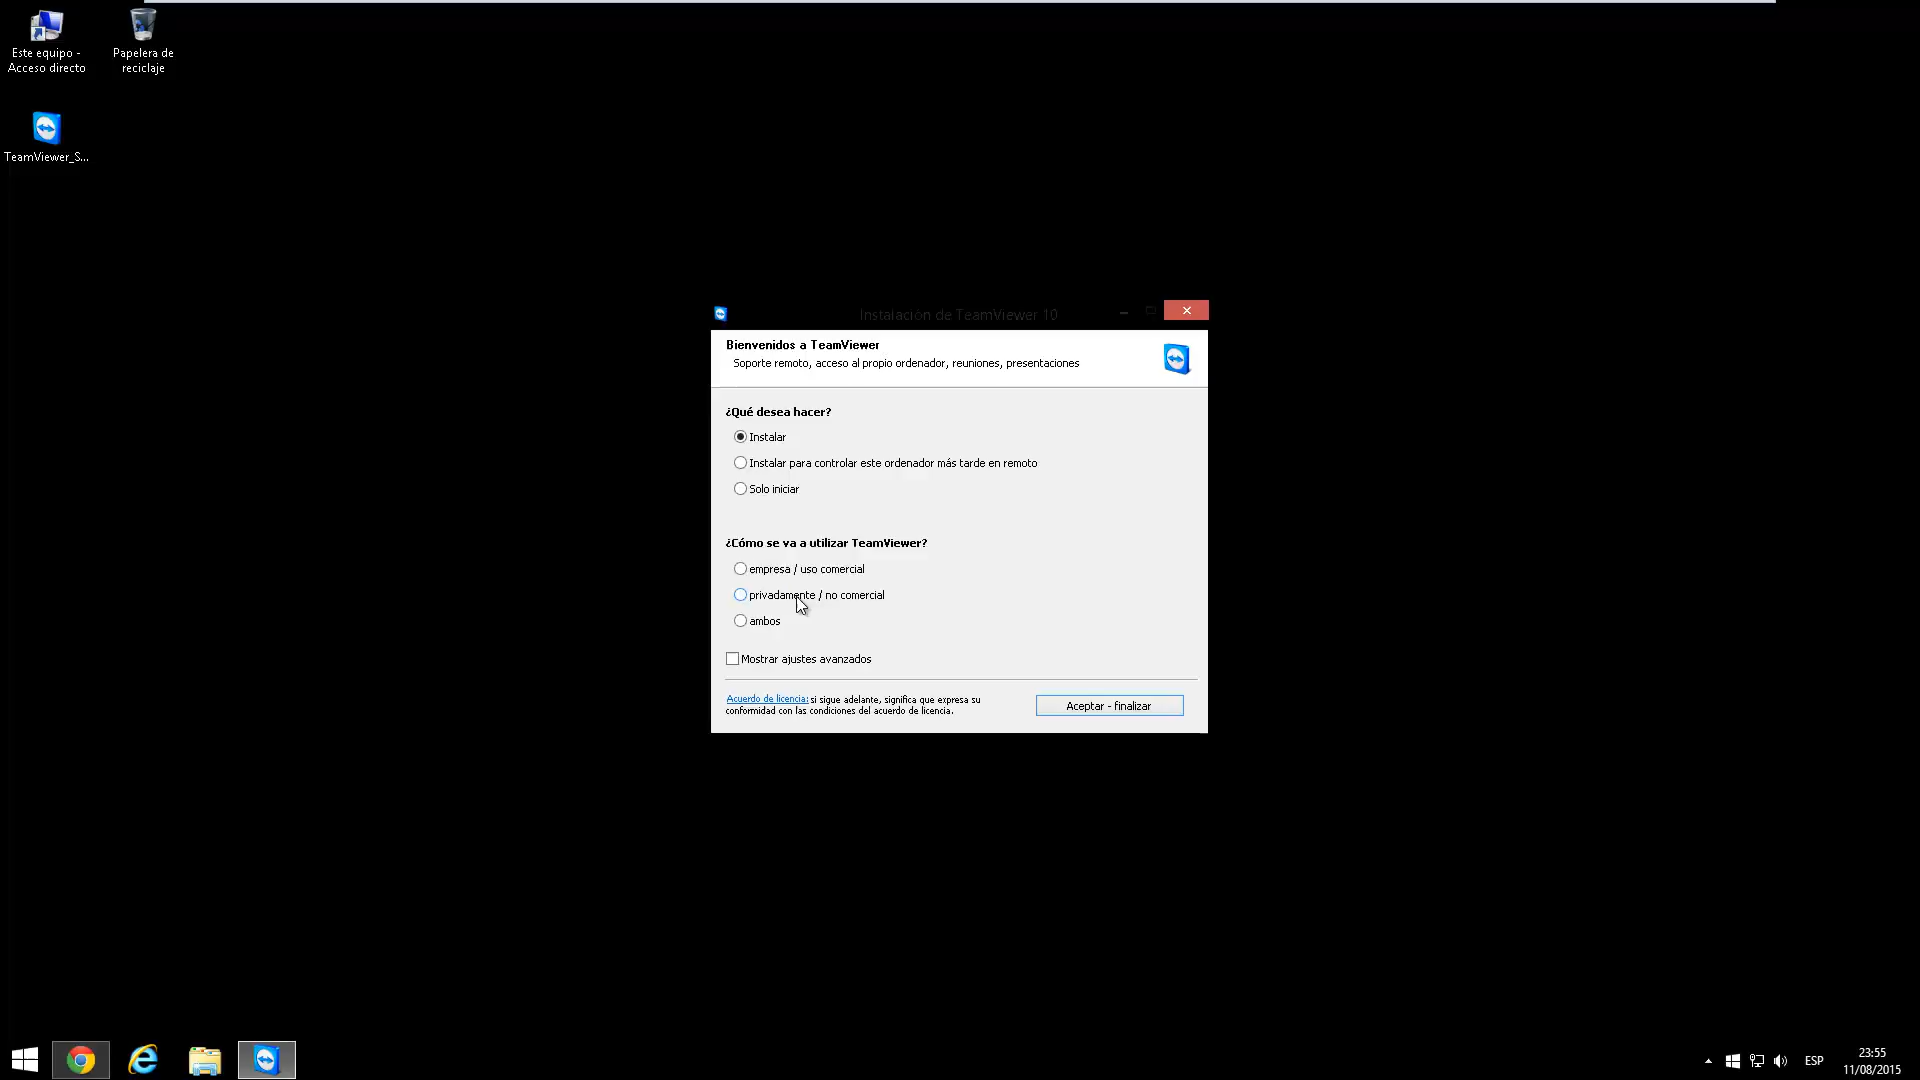 Este equipo -
Acceso directo
Papelera de
reciclaje
TeamViewer_S...
Instalación de TeamViewer 10
Bienvenidos a TeamViewer
Soporte remoto, acceso al propio ordenador, reuniones, presentaciones
¿Qué desea hacer?
Instalar
Instalar para controlar este ordenador más tarde en remoto
Solo iniciar
¿Cómo se va a utilizar TeamViewer?
empresa / uso comercial
privadamente / no comercial
ambos
Mostrar ajustes avanzados
Acuerdo de licencia: si sigue adelante, significa que expresa su
conformidad con las condiciones del acuerdo de licencia.
Aceptar - finalizar
ESP
23:55
11/08/2015